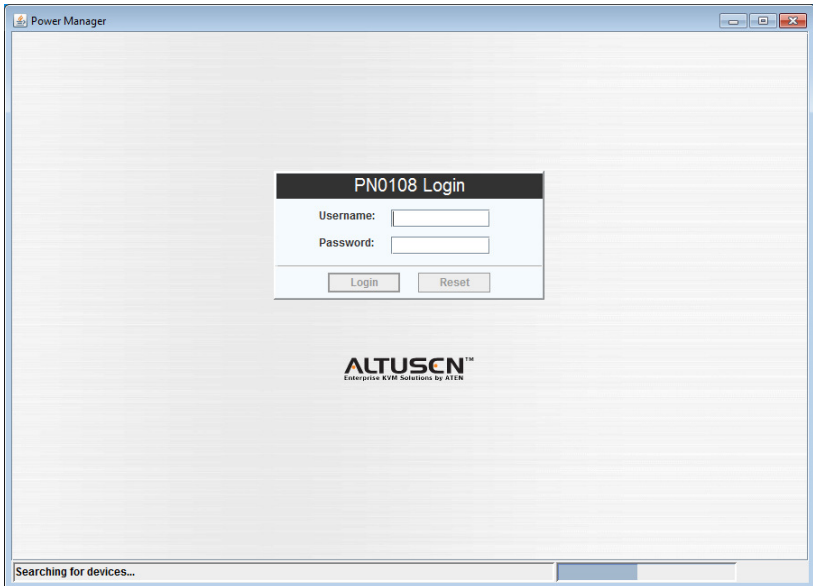 Power Manager
PN0108 Login
Username:
Password:
Login Reset
ALTUSEN™
Enterprise KVM Solutions by ATEN
Searching for devices...